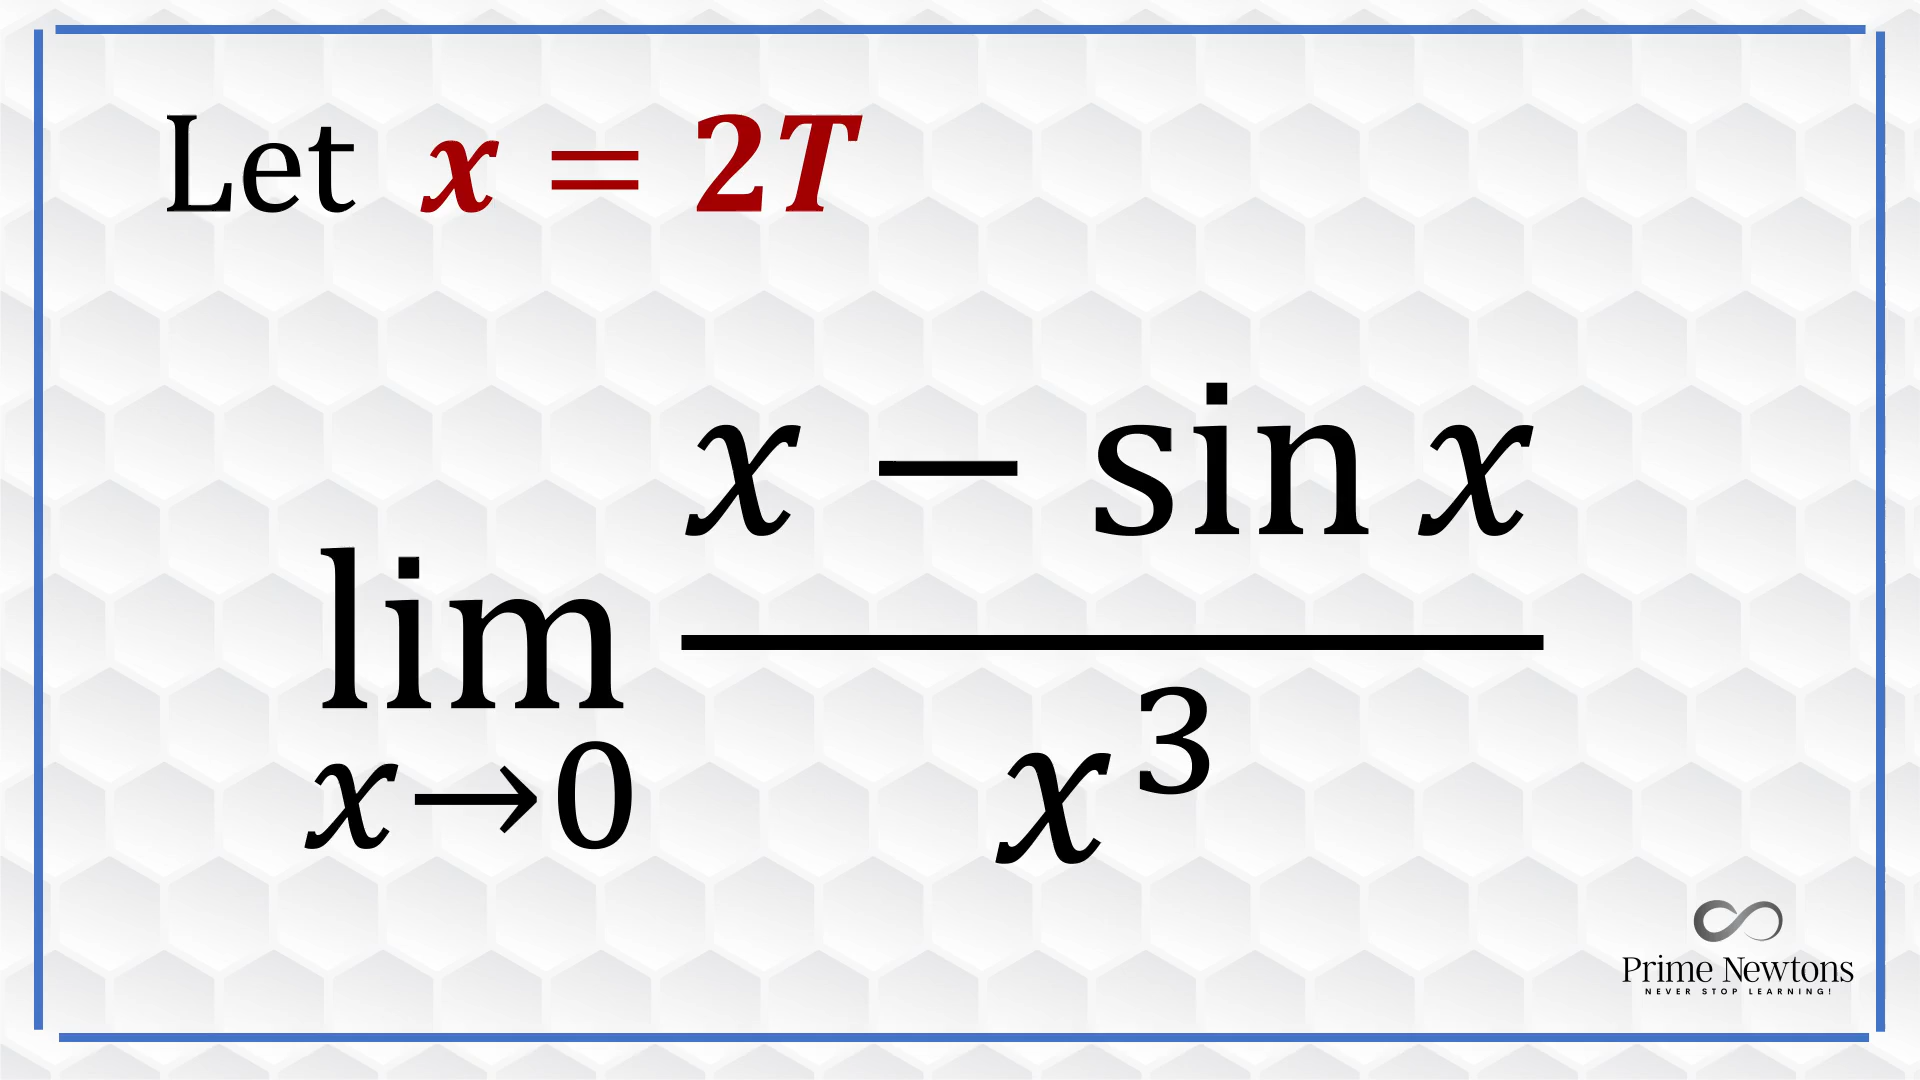 Let x = 2T
lim x→0 (x − sin x) / x³
Prime Newtons
NEVER STOP LEARNING!